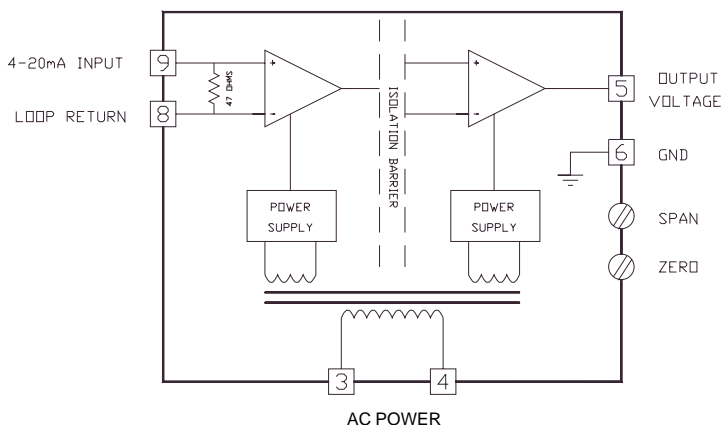 4-20mA INPUT
9
LOOP RETURN
8
47 OHMS
+
-
ISOLATION BARRIER
+
-
5
OUTPUT
VOLTAGE
6
GND
POWER
SUPPLY
POWER
SUPPLY
SPAN
ZERO
3
4
AC POWER